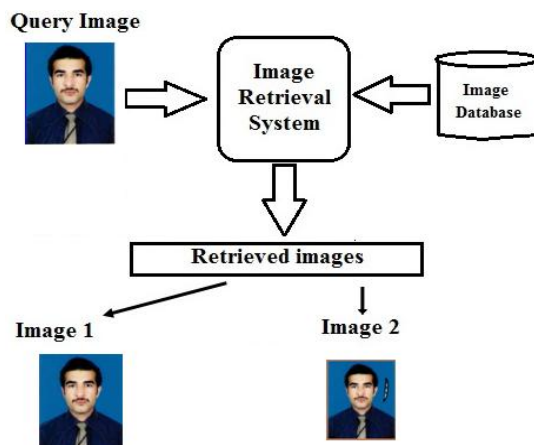 Query Image
Image
Retrieval
System
Image
Database
Retrieved images
Image 1
Image 2